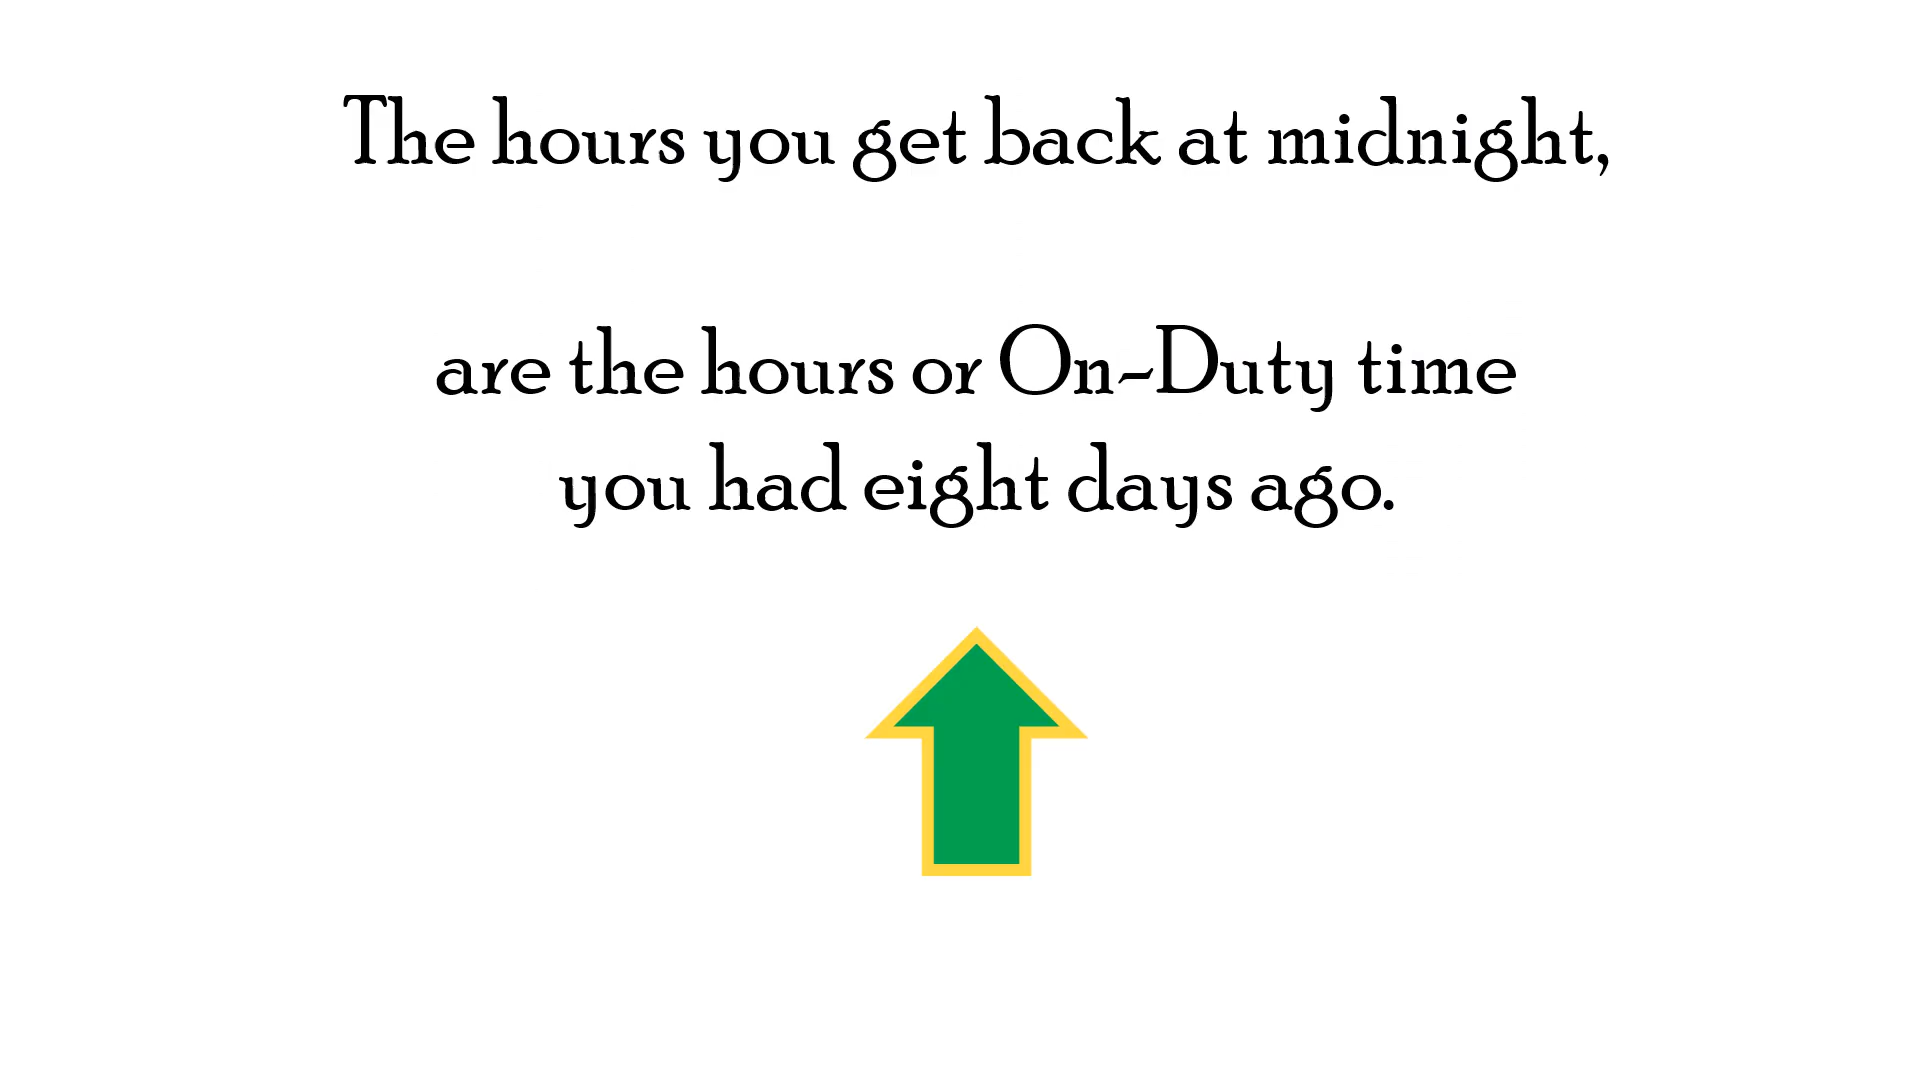 The hours you get back at midnight,
are the hours or On-Duty time
you had eight days ago.